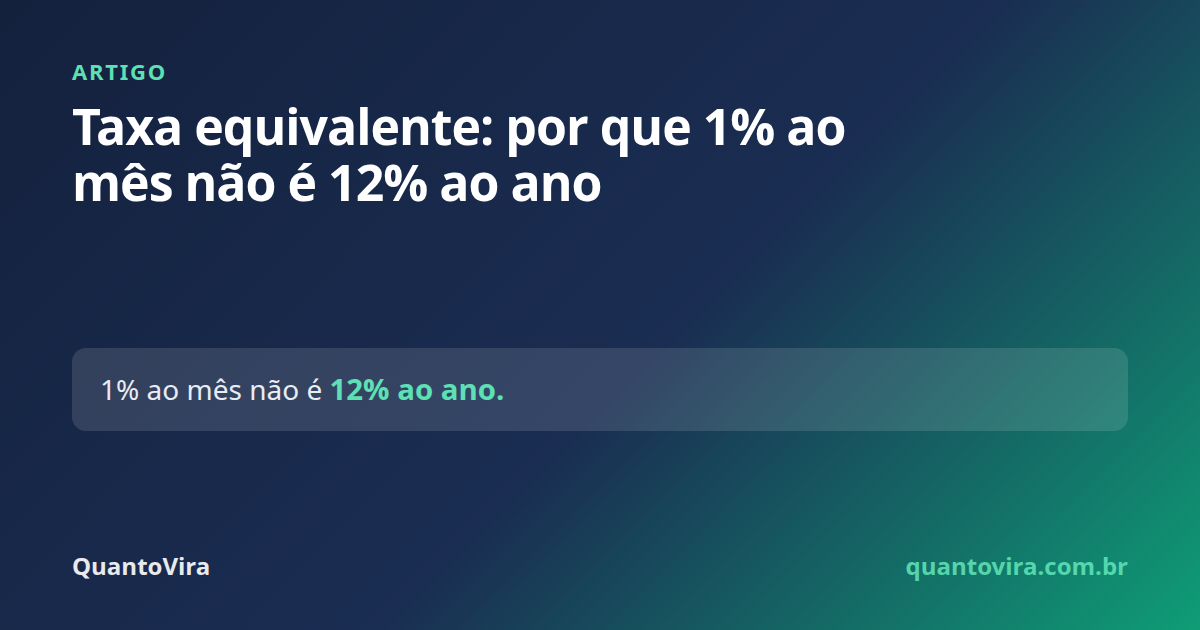 ARTIGO
Taxa equivalente: por que 1% ao
mês não é 12% ao ano
1% ao mês não é 12% ao ano.
QuantoVira
quantovira.com.br